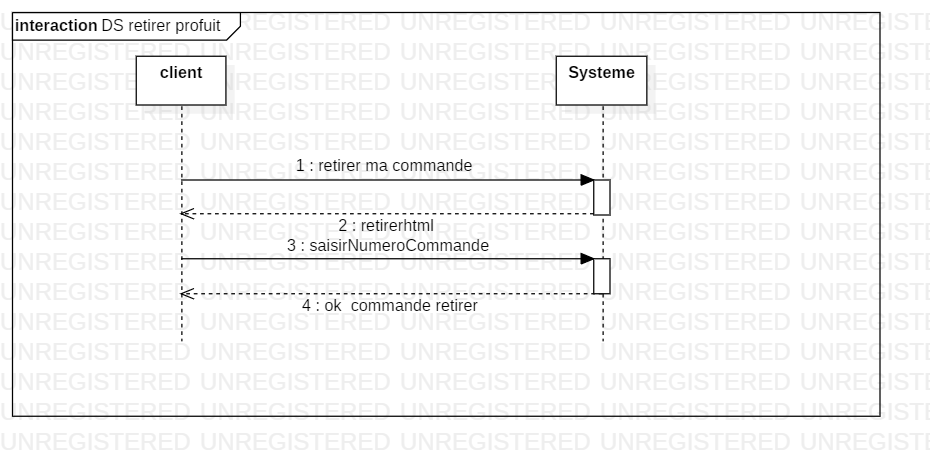 interaction DS retirer profuit
client
Systeme
1 : retirer ma commande
2 : retirerhtml
3 : saisirNumeroCommande
4 : ok  commande retirer
UNREGISTERED UNREGISTERED UNREGISTERED UNREGISTERED UNREGISTERED